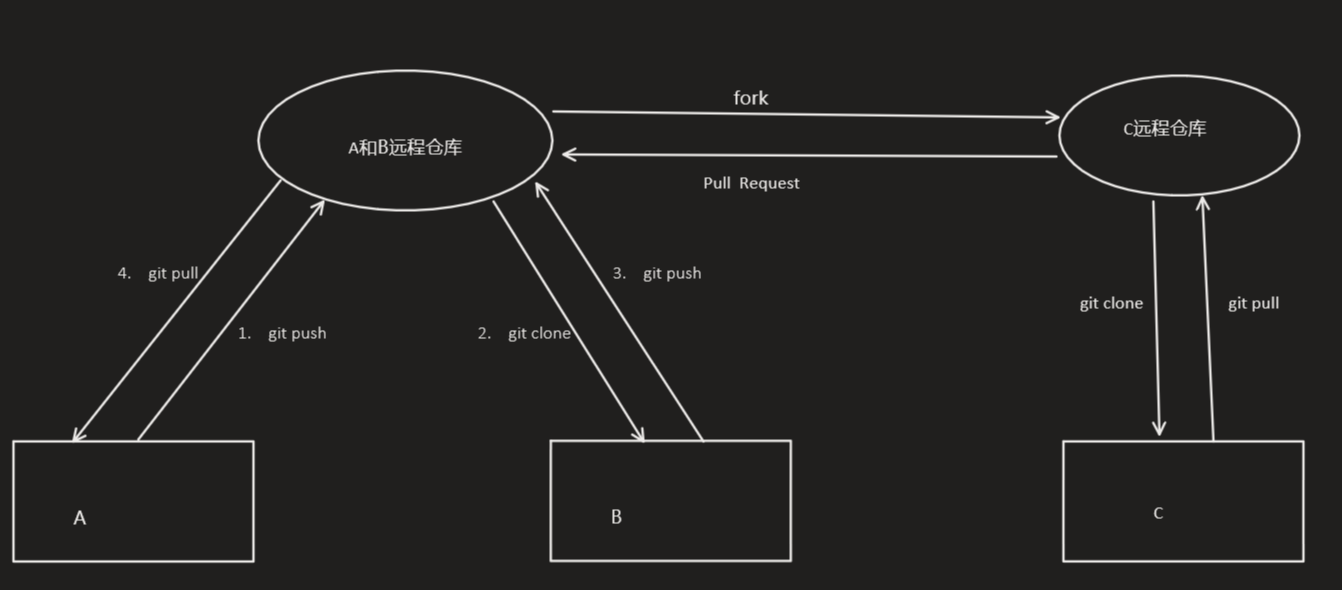 fork
A和B远程仓库
C远程仓库
Pull Request
4. git pull
3. git push
1. git push
2. git clone
git clone
git pull
A
B
C